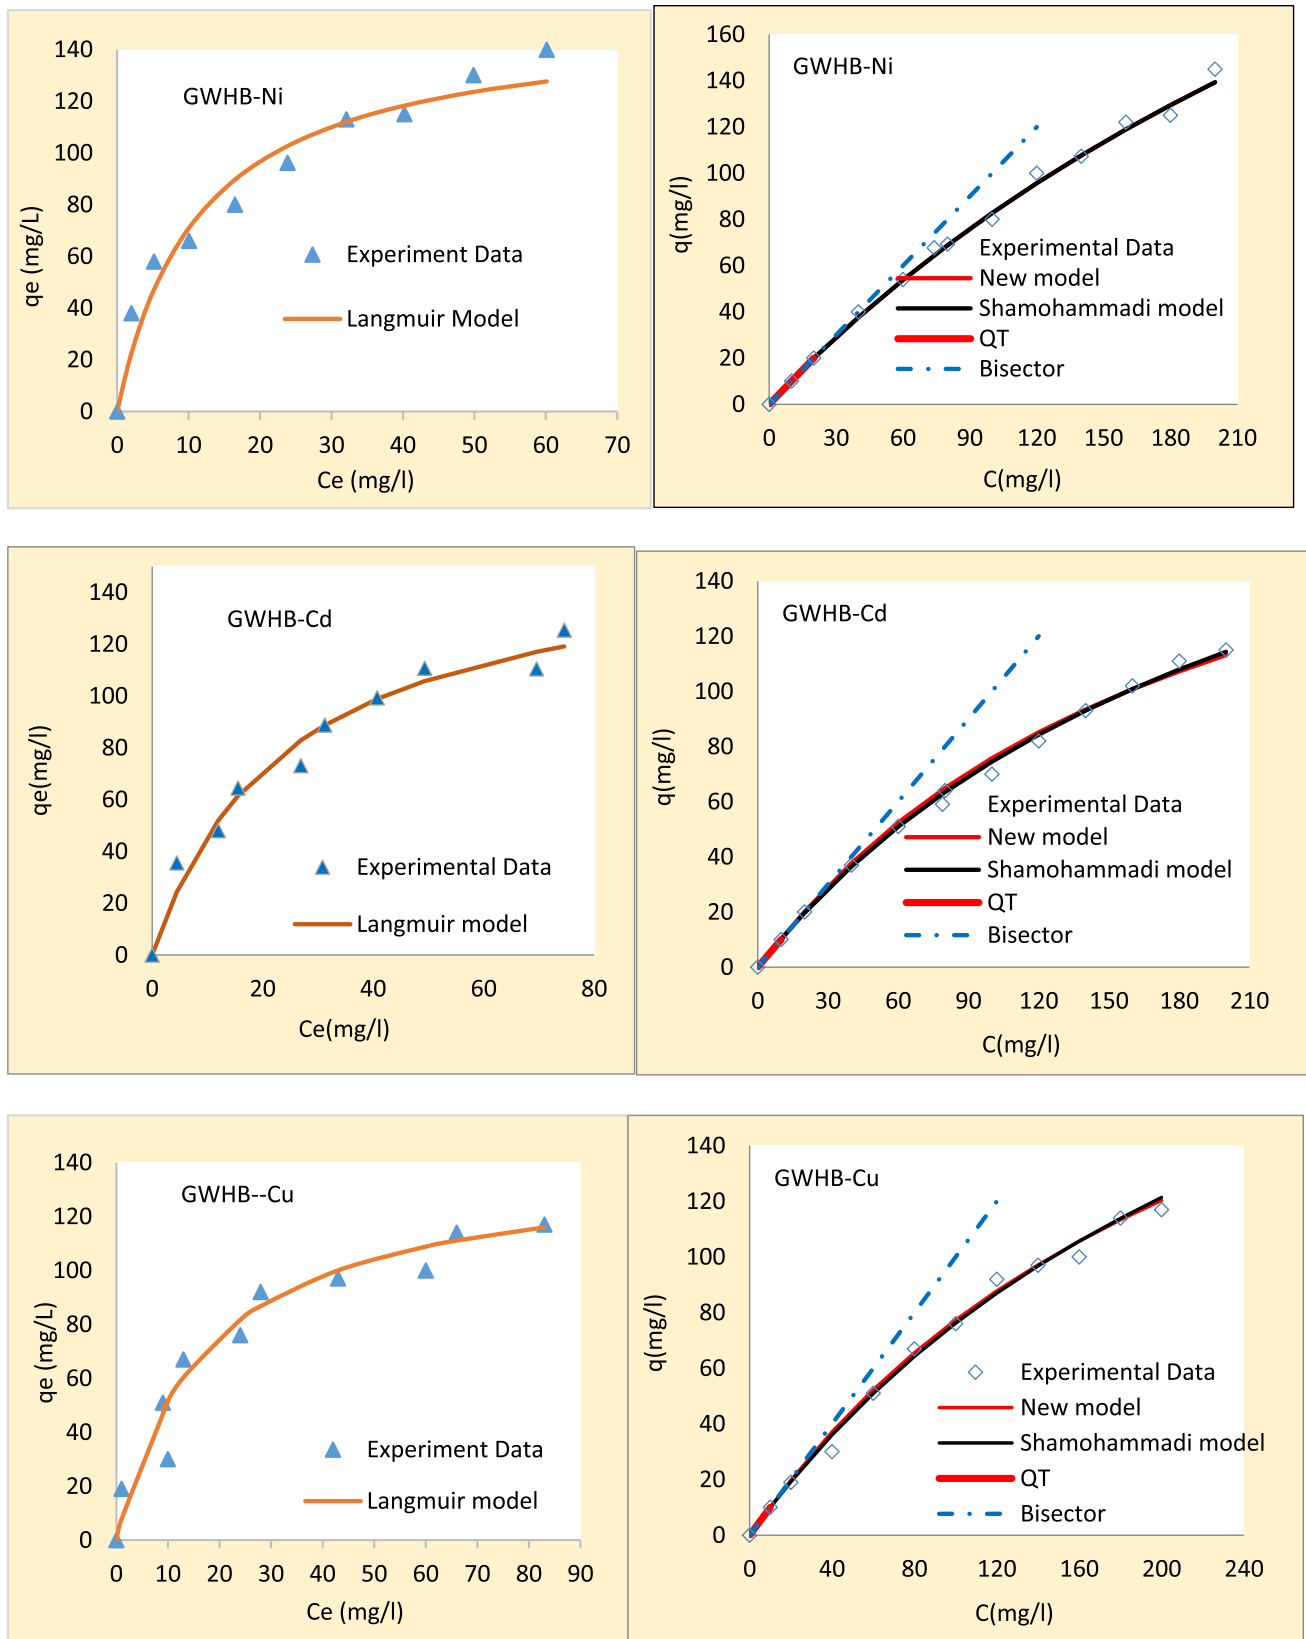 GWHB-Ni
140
120
100
80
60
40
20
0
qe (mg/L)
Experiment Data
Langmuir Model
0 10 20 30 40 50 60 70
Ce (mg/l)
GWHB-Ni
160
140
120
100
80
60
40
20
0
q(mg/l)
Experimental Data
New model
Shamohammadi model
QT
Bisector
0 30 60 90 120 150 180 210
C(mg/l)
GWHB-Cd
140
120
100
80
60
40
20
0
qe(mg/l)
Experimental Data
Langmuir model
0 20 40 60 80
Ce(mg/l)
GWHB-Cd
140
120
100
80
60
40
20
0
q(mg/l)
Experimental Data
New model
Shamohammadi model
QT
Bisector
0 30 60 90 120 150 180 210
C(mg/l)
GWHB--Cu
140
120
100
80
60
40
20
0
qe (mg/L)
Experiment Data
Langmuir model
0 10 20 30 40 50 60 70 80 90
Ce (mg/l)
GWHB-Cu
140
120
100
80
60
40
20
0
q(mg/l)
Experimental Data
New model
Shamohammadi model
QT
Bisector
0 40 80 120 160 200 240
C(mg/l)